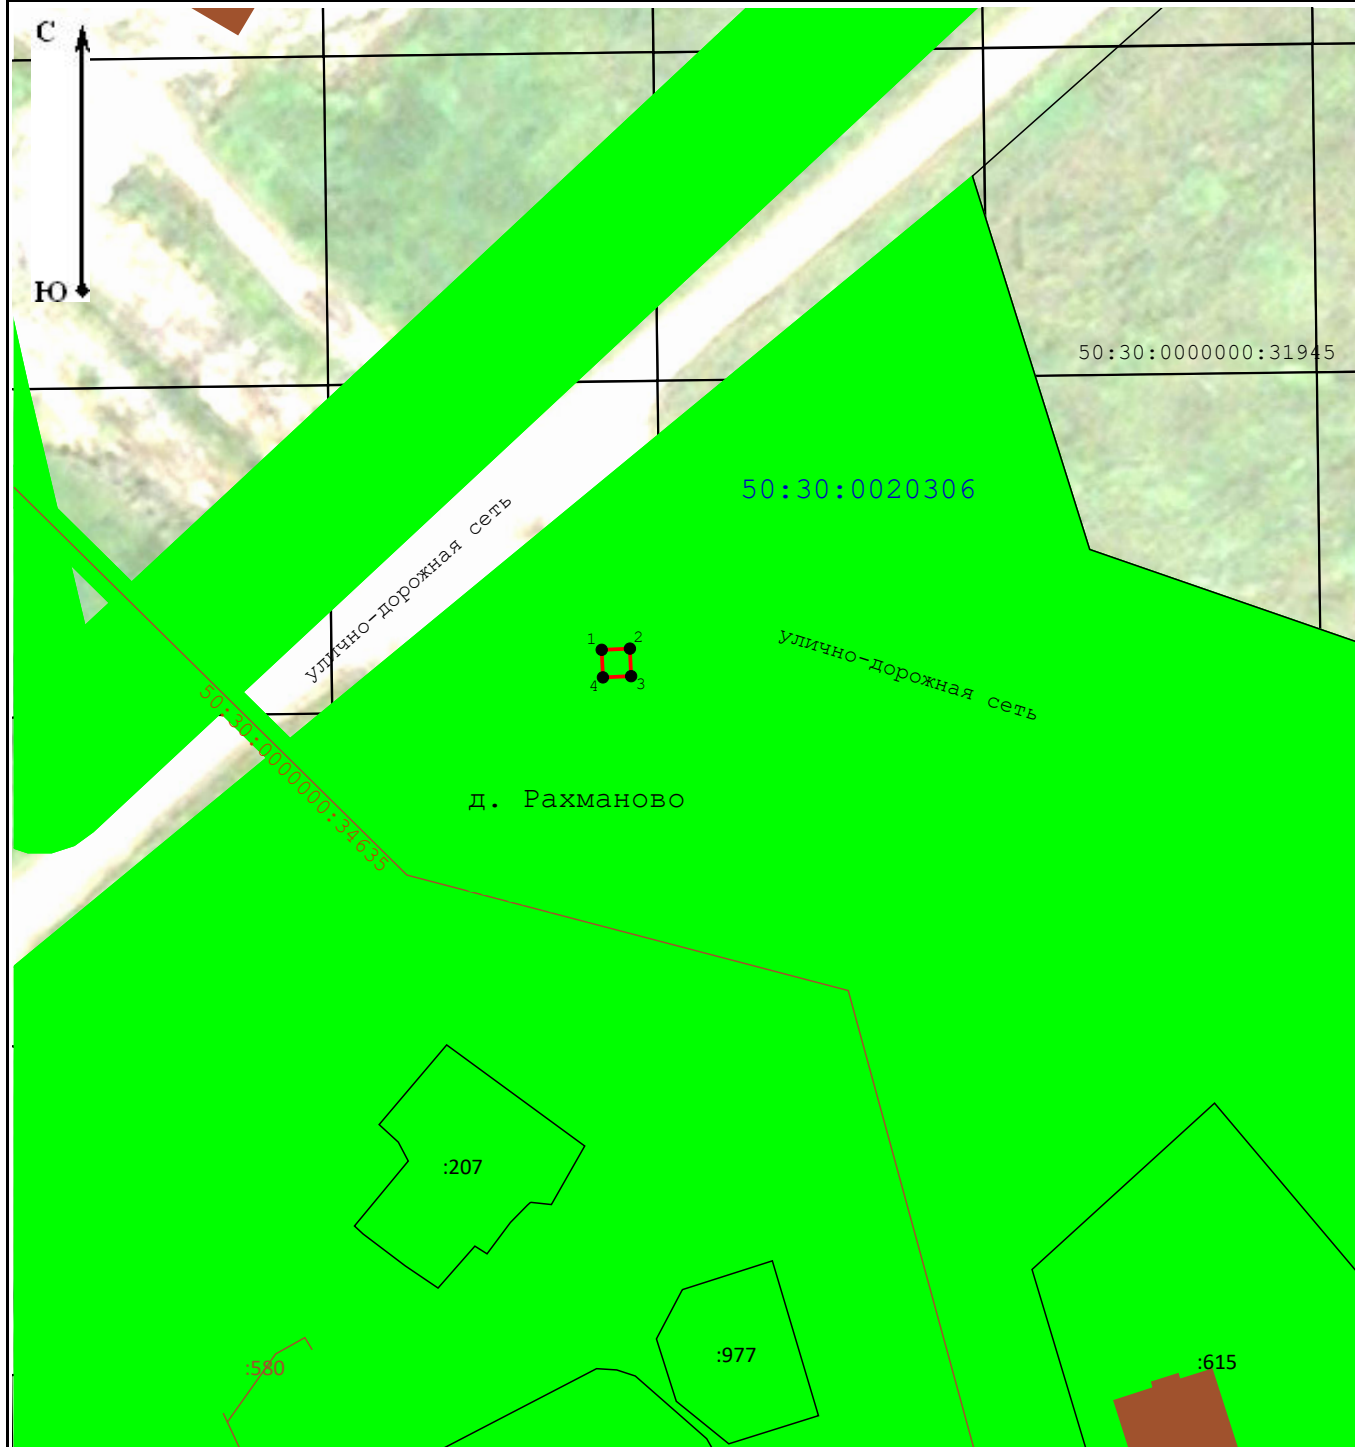 С
Ю
50:30:0000000:31945
50:30:0020306
улично-дорожная сеть
1
2
4
3
улично-дорожная сеть
50:30:0000000:34635
д. Рахманово
:207
:977
:580
:615